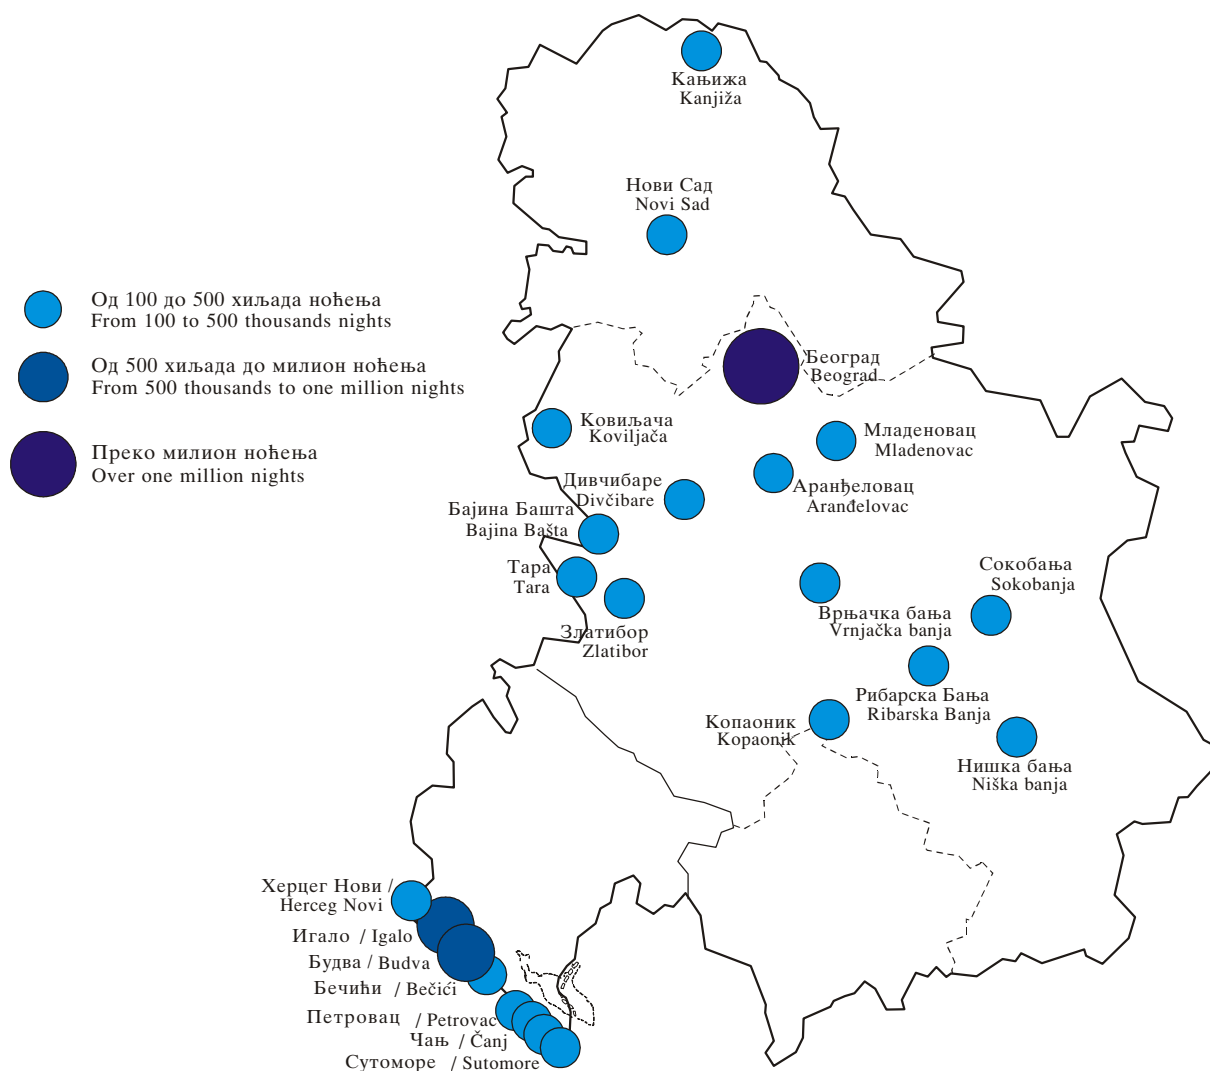 Кањижа
Kanjiža
Нови Сад
Novi Sad
Од 100 до 500 хиљада ноћења
From 100 to 500 thousands nights
Од 500 хиљада до милион ноћења
From 500 thousands to one million nights
Преко милион ноћења
Over one million nights
Београд
Beograd
Ковиљача
Koviljača
Младеновац
Mladenovac
Дивчибаре
Divčibare
Аранђеловац
Aranđelovac
Бајина Башта
Bajina Bašta
Тара
Tara
Златибор
Zlatibor
Сокобања
Sokobanja
Врњачка бања
Vrnjačka banja
Рибарска Бања
Ribarska Banja
Копаоник
Kopaonik
Нишка бања
Niška banja
Херцег Нови /
Herceg Novi
Игало / Igalo
Будва / Budva
Бечићи / Bečići
Петровац / Petrovac
Чањ / Čanj
Сутоморе / Sutomore